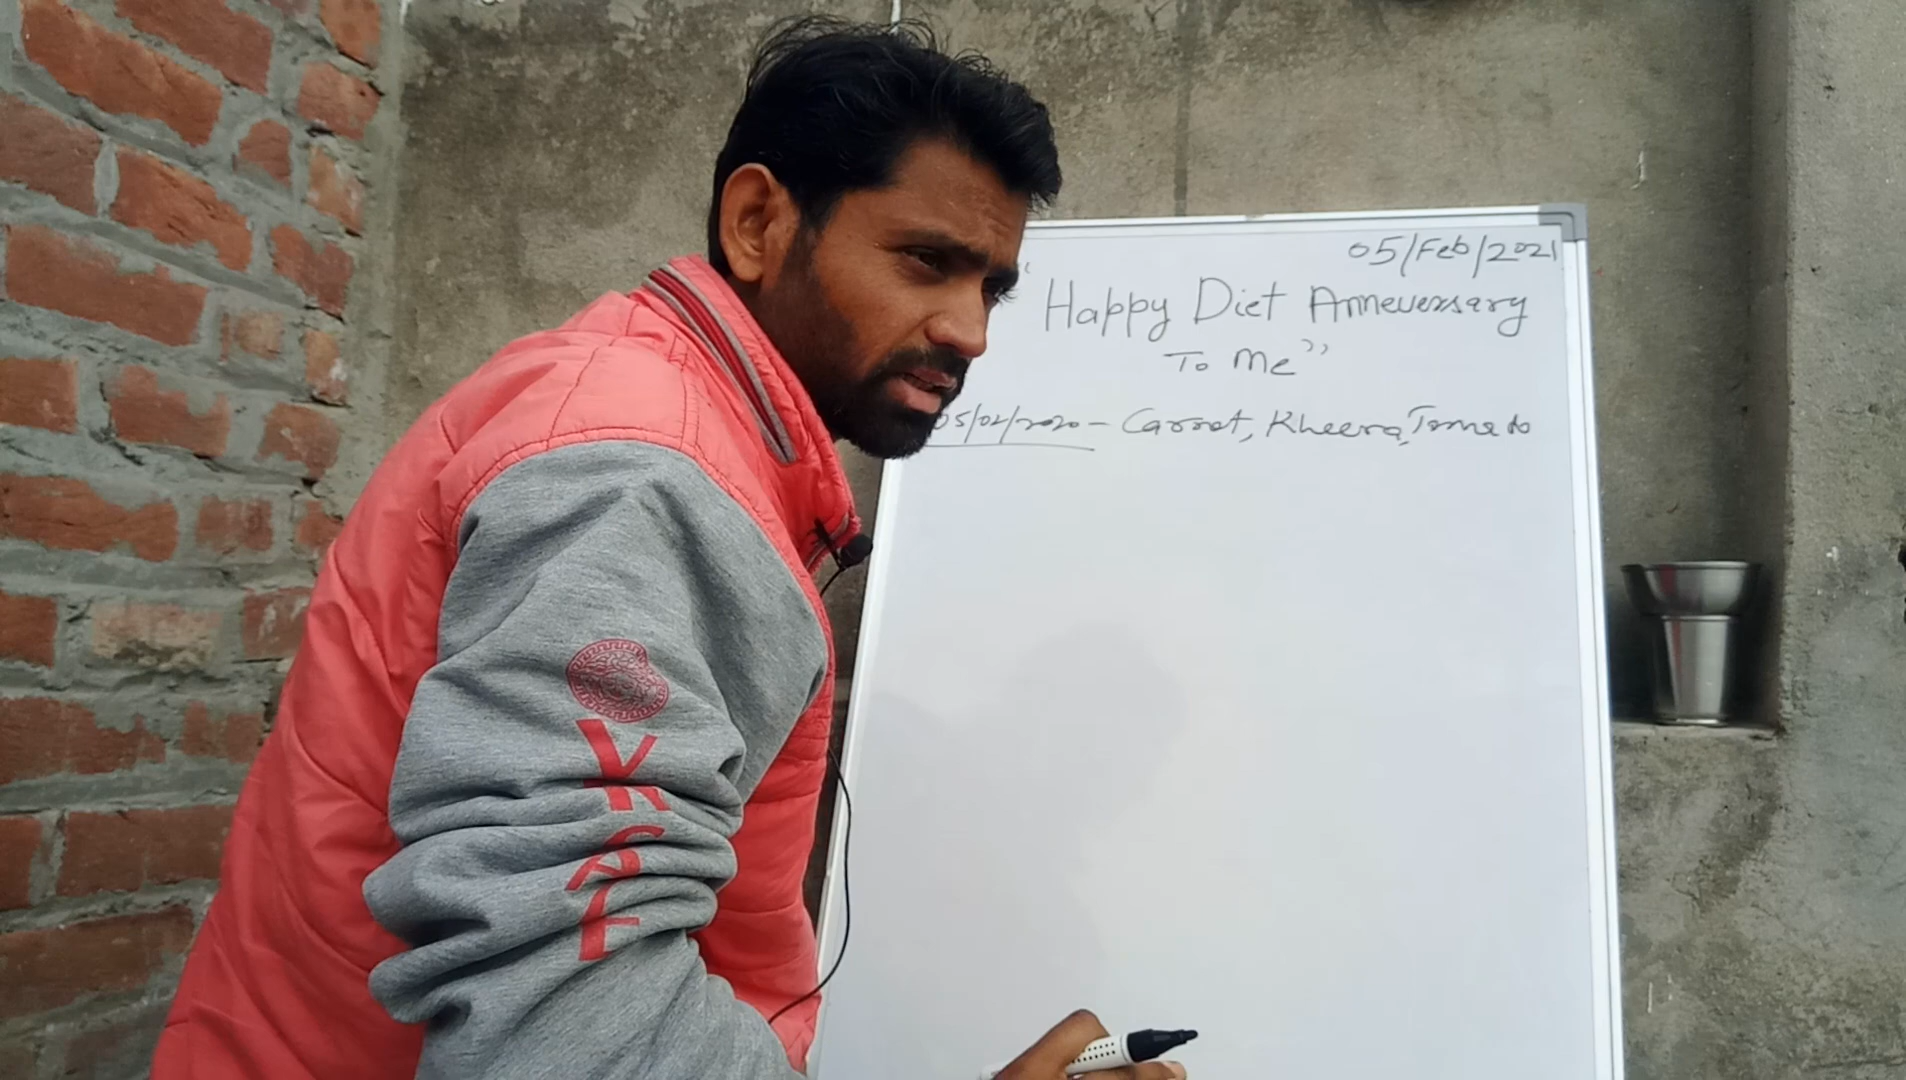 05/Feb/2021
"Happy Diet Anneversary
To Me"
05/02/2020 - Carrot, Kheera, Tomato